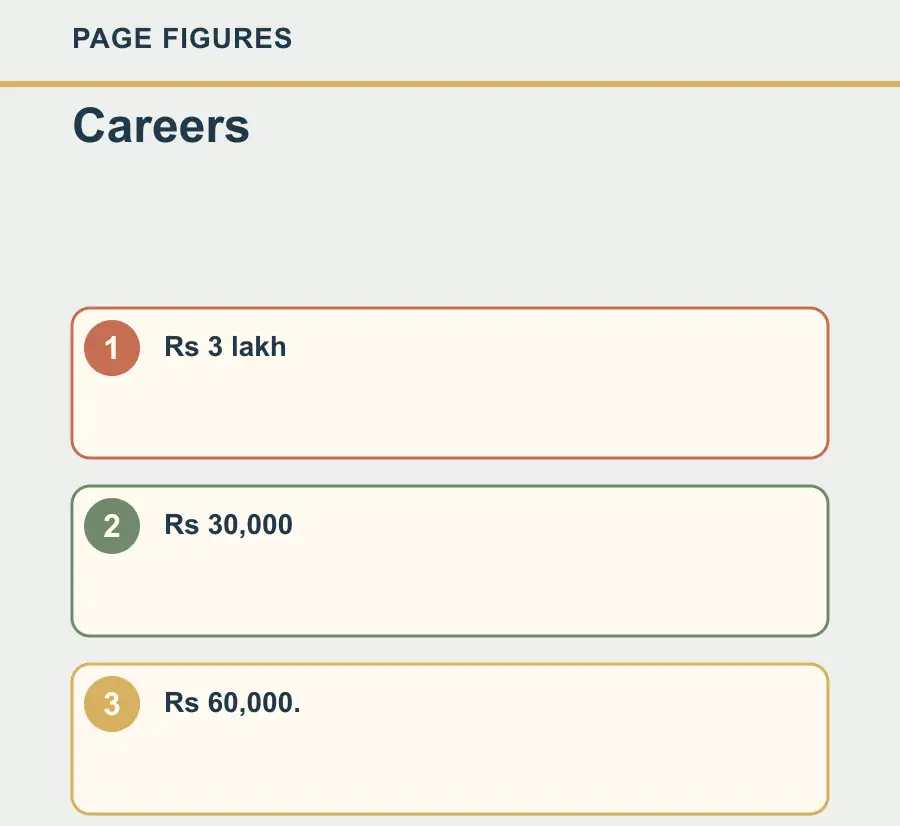 PAGE FIGURES
Careers
1 Rs 3 lakh
2 Rs 30,000
3 Rs 60,000.